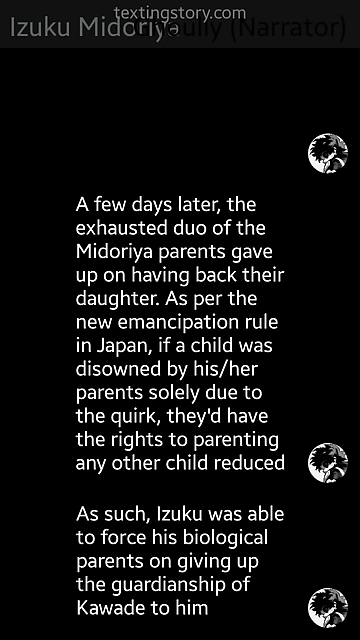 textingstory.com
Izuku Midoriya
(Narrator)
A few days later, the
exhausted duo of the
Midoriya parents gave
up on having back their
daughter. As per the
new emancipation rule
in Japan, if a child was
disowned by his/her
parents solely due to
the quirk, they'd have
the rights to parenting
any other child reduced
As such, Izuku was able
to force his biological
parents on giving up
the guardianship of
Kawade to him